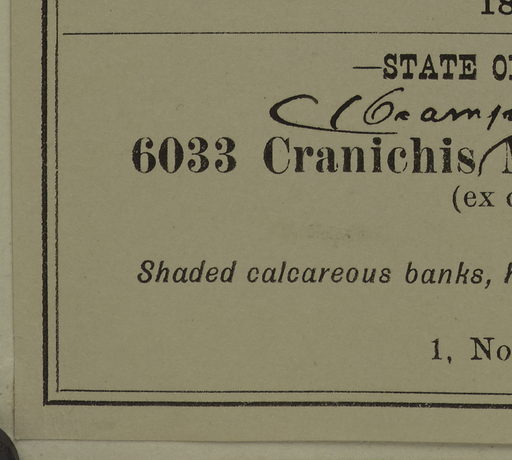 18
—STATE O
6033 Cranichis
(ex
Shaded calcareous banks,
1, No